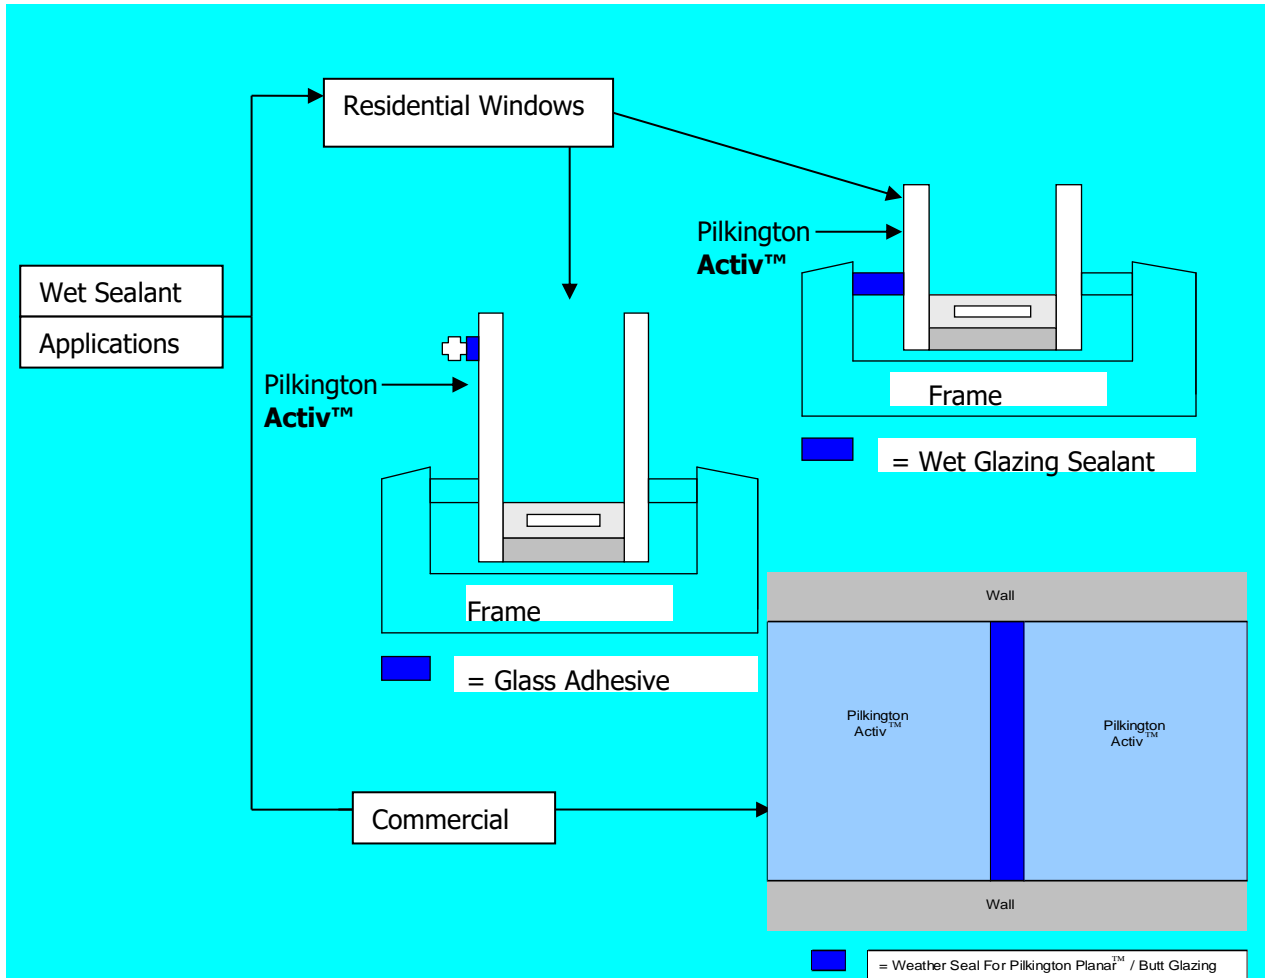 Residential Windows
Pilkington
Activ™
Wet Sealant
Applications
Frame
= Wet Glazing Sealant
Pilkington
Activ™
Frame
= Glass Adhesive
Wall
Pilkington
Activ™
Pilkington
Activ™
Commercial
Wall
= Weather Seal For Pilkington Planar™ / Butt Glazing